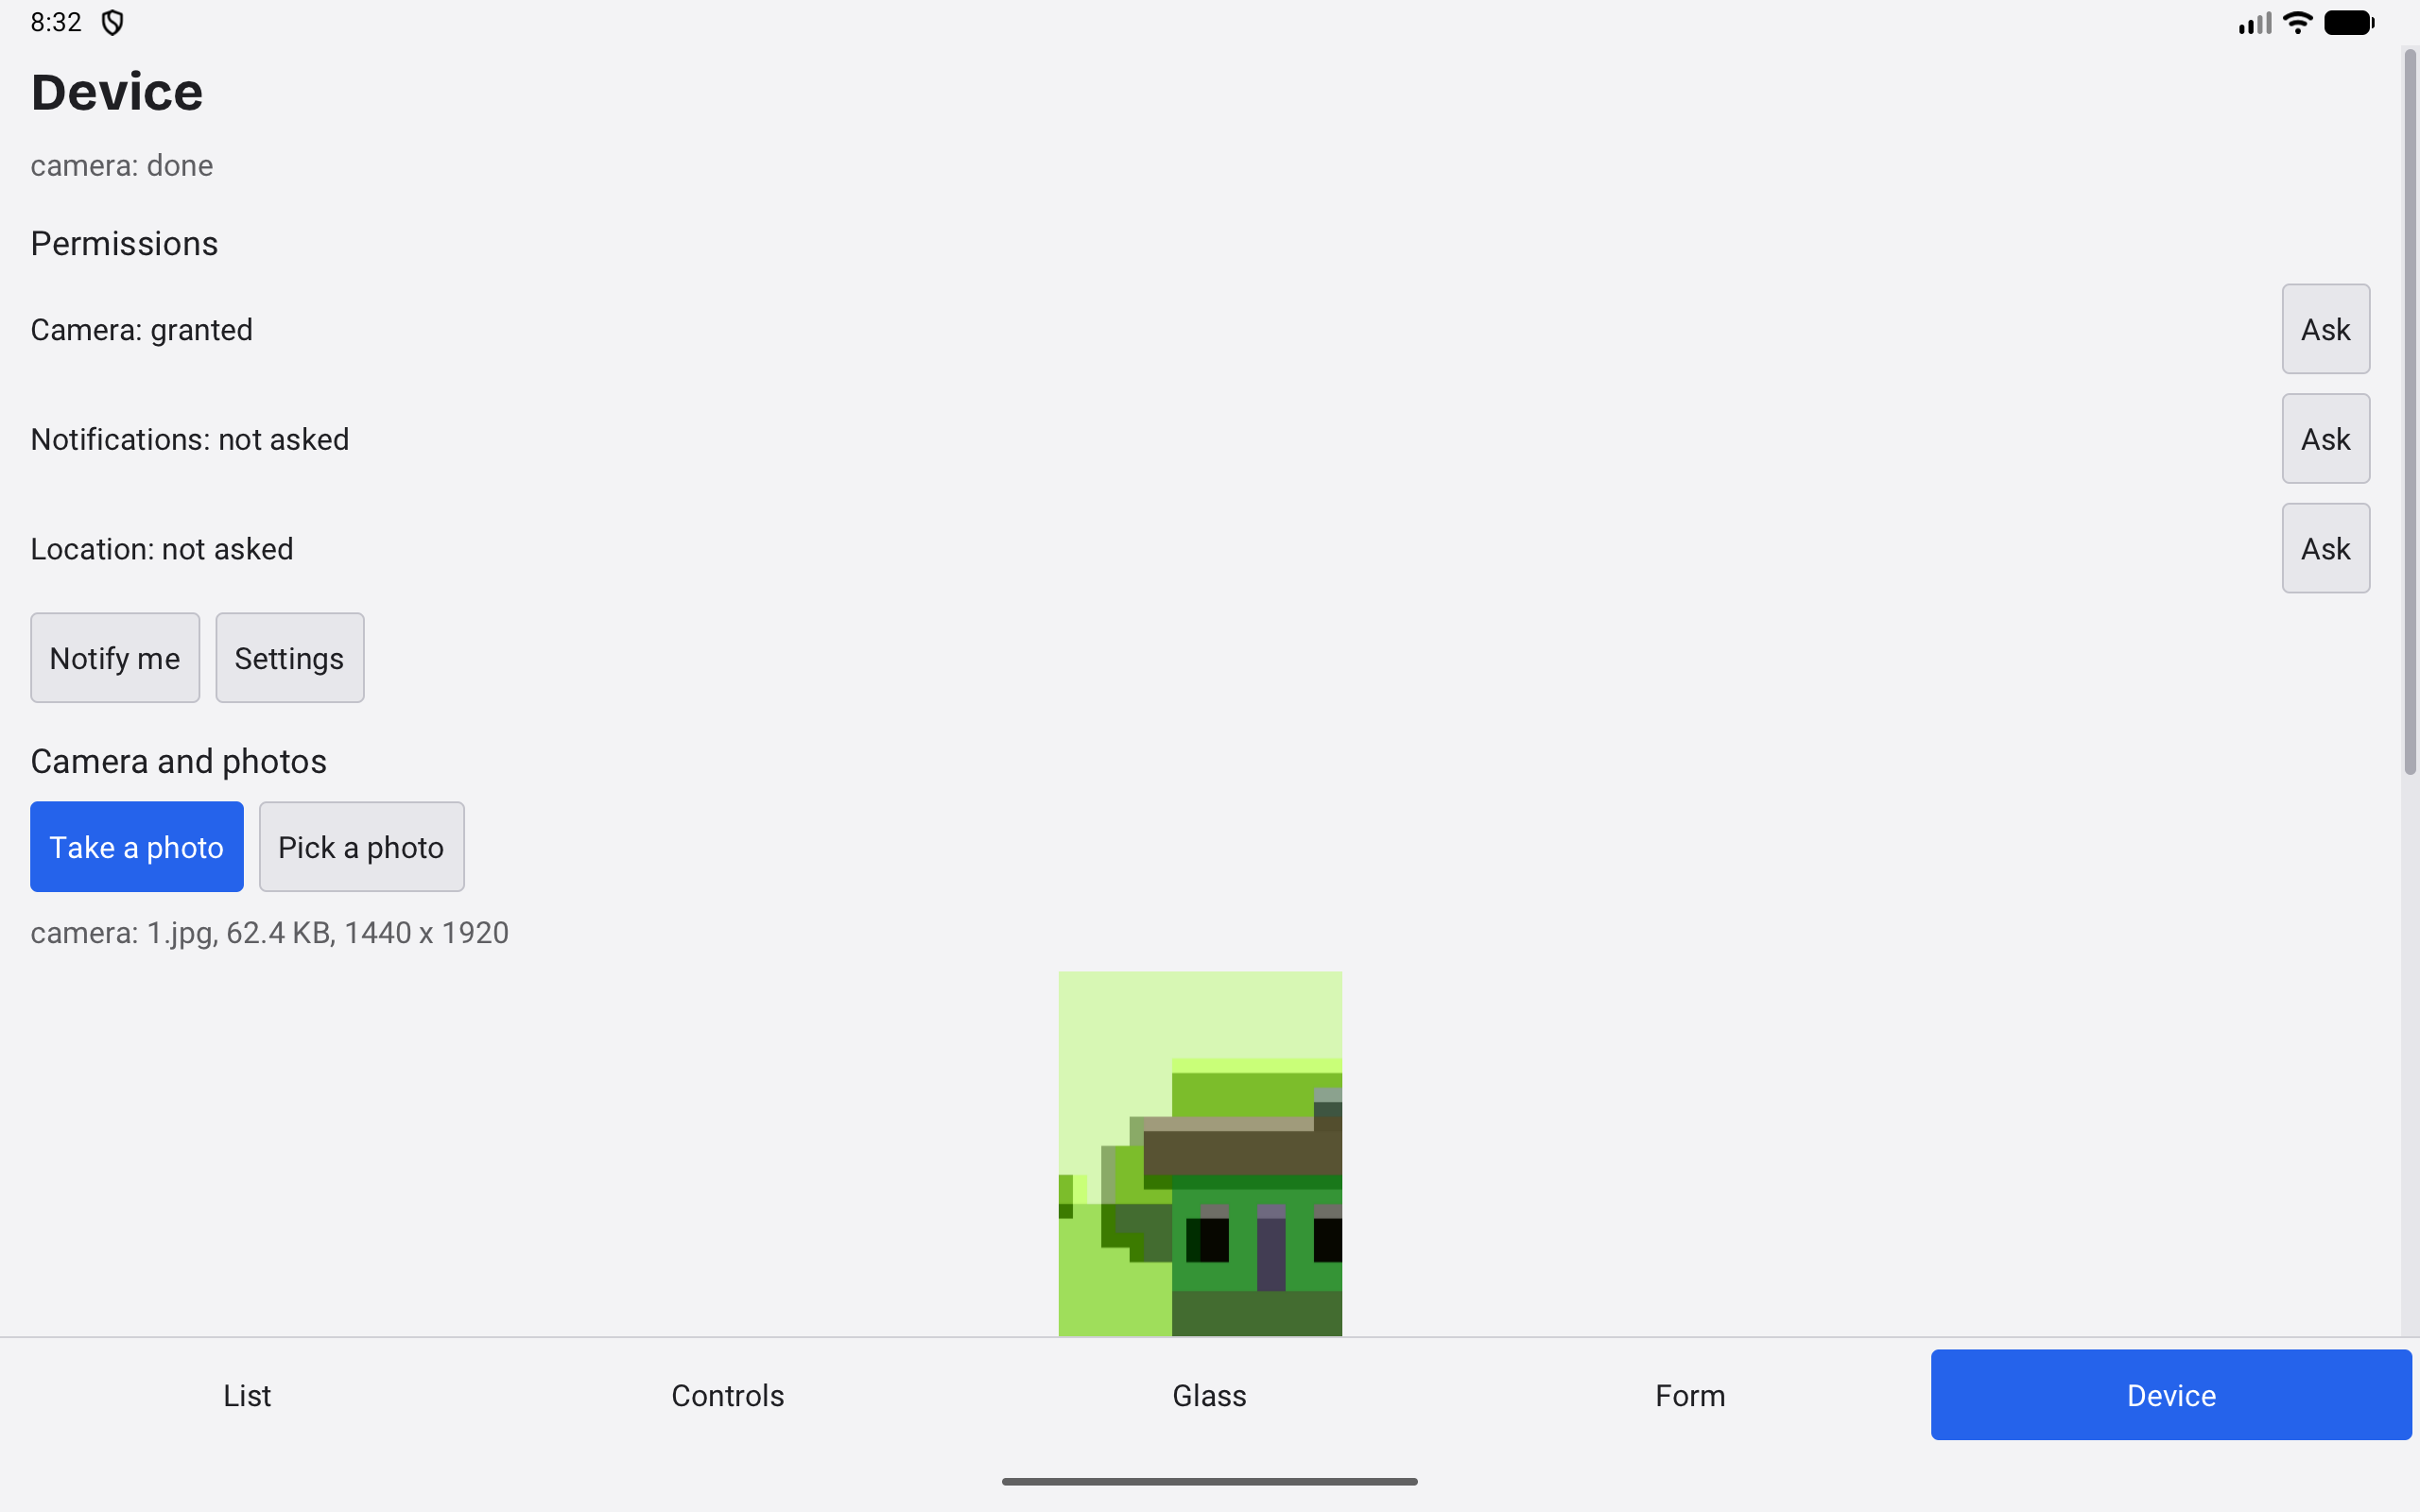 8:32
Device
camera: done
Permissions
Camera: granted
Ask
Notifications: not asked
Ask
Location: not asked
Ask
Notify me
Settings
Camera and photos
Take a photo
Pick a photo
camera: 1.jpg, 62.4 KB, 1440 x 1920
List
Controls
Glass
Form
Device